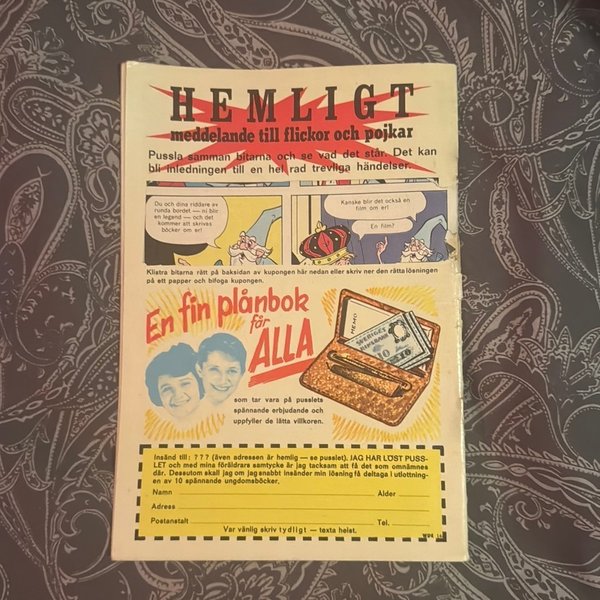 HEMLIGT
meddelande till flickor och pojkar
Pussla samman bitarna och se vad det står. Det kan
bli inledningen till en hel rad trevliga händelser.
Du och dina riddare av
runda bordet — ni blir
en legend — och det
kommer att skrivas
böcker om er!
Kanske blir det också en
film om er!
En film?
Klistra bitarna rätt på baksidan av kupongen här nedan eller skriv ner den rätta lösningen
på ett papper och bifoga kupongen.
En fin plånbok
får
ALLA
MEMO
SVERIGES
RIKSBANK
10
10
som tar vara på pusslets
spännande erbjudande och
uppfyller de lätta villkoren.
Insänd till: ??? (även adressen är hemlig — se pusslet). JAG HAR LÖST PUSS-
LET och med mina föräldrars samtycke är jag tacksam att få det som omnämnes
där. Dessutom skall jag om jag snabbt insänder min lösning få deltaga i utlottning-
en av 10 spännande ungdomsböcker.
Namn Ålder
Adress
Postanstalt Tel.
Var vänlig skriv tydligt — texta helst.